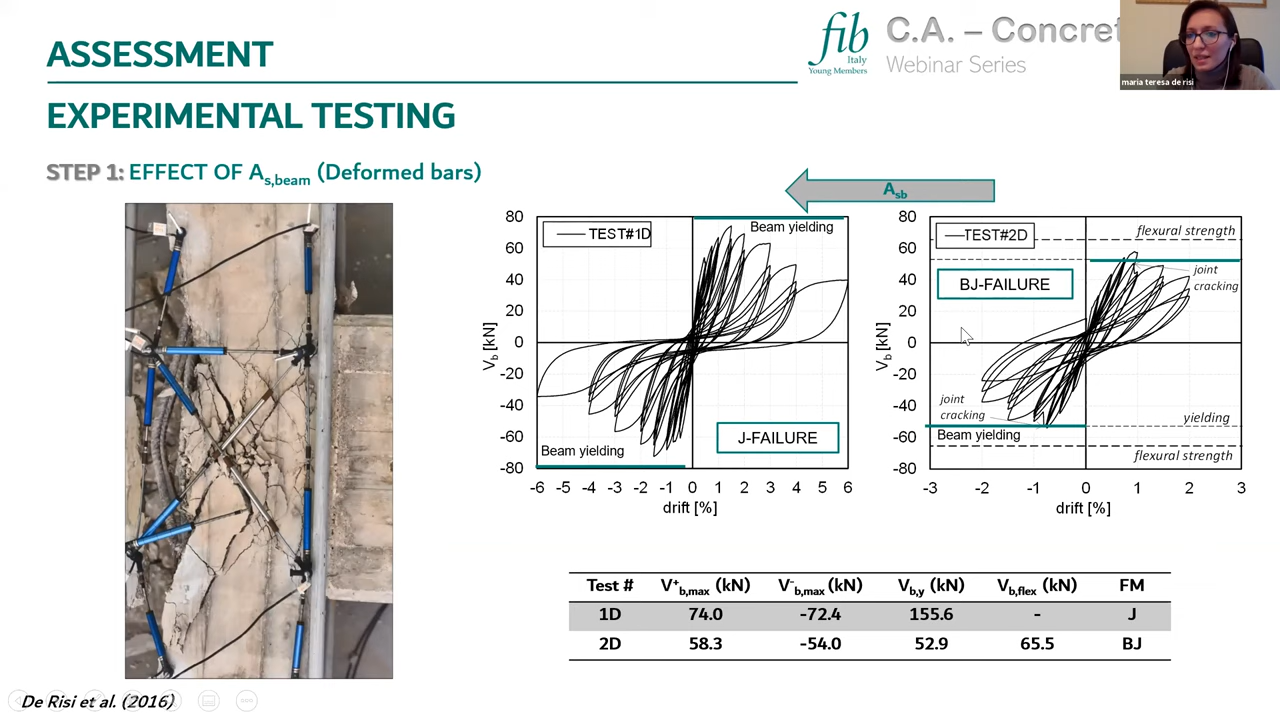 ASSESSMENT
fib
Italy
Young Members
C.A. – Concret
Webinar Series
maria teresa de risi
EXPERIMENTAL TESTING
STEP 1: EFFECT OF As,beam (Deformed bars)
Asb
80
60
40
20
0
-20
-40
-60
-80
Vb [kN]
TEST#1D
Beam yielding
J-FAILURE
Beam yielding
-6 -5 -4 -3 -2 -1 0 1 2 3 4 5 6
drift [%]
80
60
40
20
0
-20
-40
-60
-80
Vb [kN]
TEST#2D
flexural strength
BJ-FAILURE
joint
cracking
joint
cracking
yielding
Beam yielding
flexural strength
-3 -2 -1 0 1 2 3
drift [%]
Test # V+b,max (kN) V-b,max (kN) Vb,y (kN) Vb,flex (kN) FM
1D 74.0 -72.4 155.6 - J
2D 58.3 -54.0 52.9 65.5 BJ
De Risi et al. (2016)